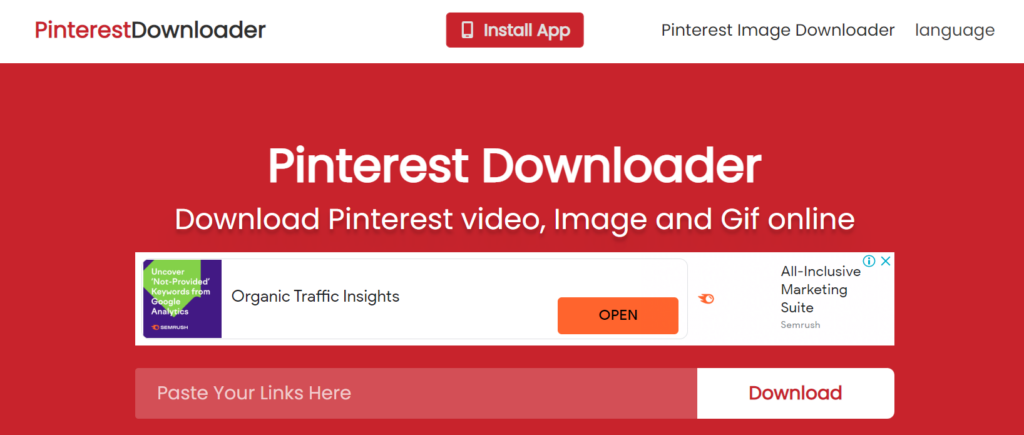 PinterestDownloader
Install App
Pinterest Image Downloader
language
Pinterest Downloader
Download Pinterest video, Image and Gif online
Uncover
'Not-Provided'
Keywords from
Google
Analytics
SEMRUSH
Organic Traffic Insights
OPEN
All-Inclusive
Marketing
Suite
Semrush
Paste Your Links Here
Download